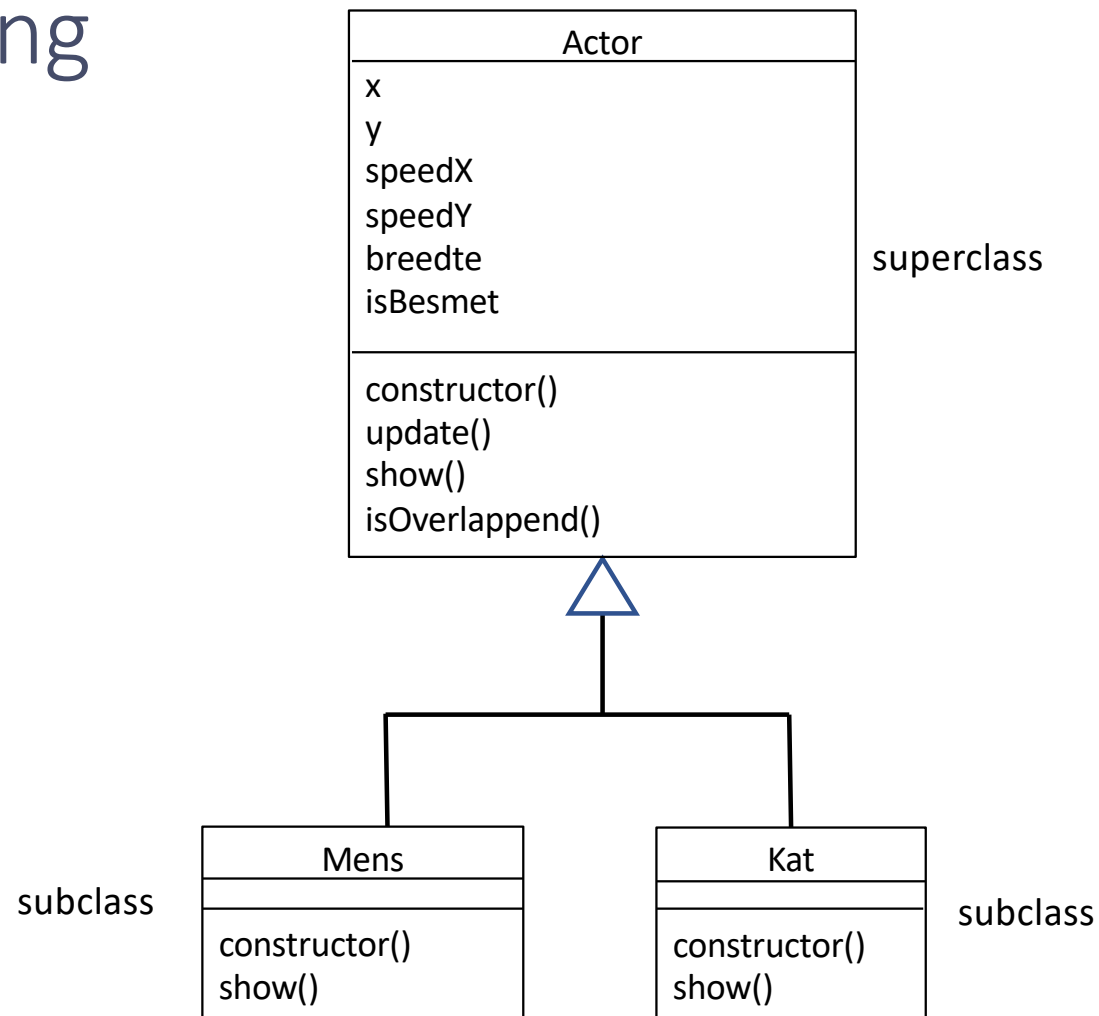 ng
Actor
x
y
speedX
speedY
breedte
isBesmet
superclass
constructor()
update()
show()
isOverlappend()
Mens
subclass
constructor()
show()
Kat
subclass
constructor()
show()